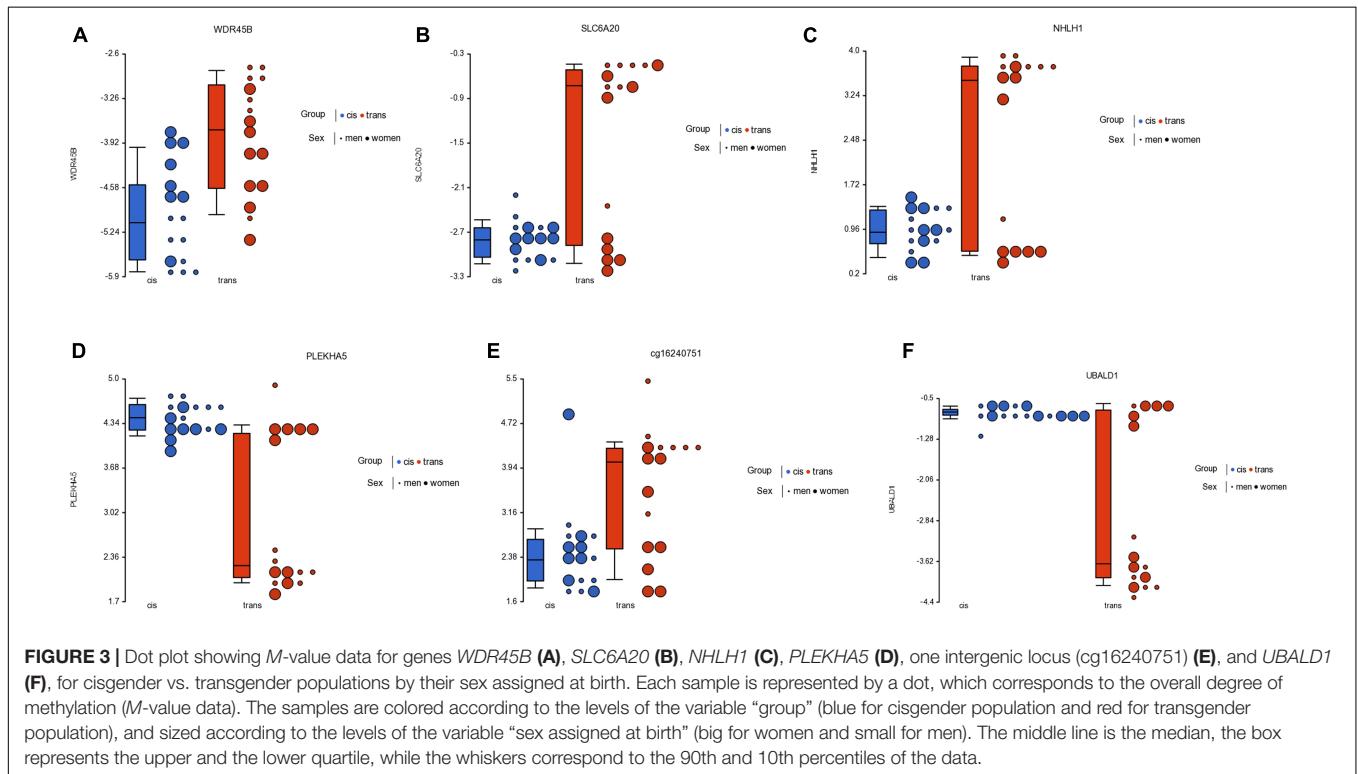 A
WDR45B
-2.6
-3.26
-3.92
-4.58
-5.24
-5.9
WDR45B
cis
trans
Group cis trans
Sex men women
B
SLC6A20
-0.3
-0.9
-1.5
-2.1
-2.7
-3.3
SLC6A20
cis
trans
Group cis trans
Sex men women
C
NHLH1
4.0
3.24
2.48
1.72
0.96
0.2
NHLH1
cis
trans
Group cis trans
Sex men women
D
PLEKHA5
5.0
4.34
3.68
3.02
2.36
1.7
PLEKHA5
cis
trans
Group cis trans
Sex men women
E
cg16240751
5.5
4.72
3.94
3.16
2.38
1.6
cis
trans
Group cis trans
Sex men women
F
UBALD1
-0.5
-1.28
-2.06
-2.84
-3.62
-4.4
UBALD1
cis
trans
Group cis trans
Sex men women
FIGURE 3 | Dot plot showing M-value data for genes WDR45B (A), SLC6A20 (B), NHLH1 (C), PLEKHA5 (D), one intergenic locus (cg16240751) (E), and UBALD1
(F), for cisgender vs. transgender populations by their sex assigned at birth. Each sample is represented by a dot, which corresponds to the overall degree of
methylation (M-value data). The samples are colored according to the levels of the variable “group” (blue for cisgender population and red for transgender
population), and sized according to the levels of the variable “sex assigned at birth” (big for women and small for men). The middle line is the median, the box
represents the upper and the lower quartile, while the whiskers correspond to the 90th and 10th percentiles of the data.